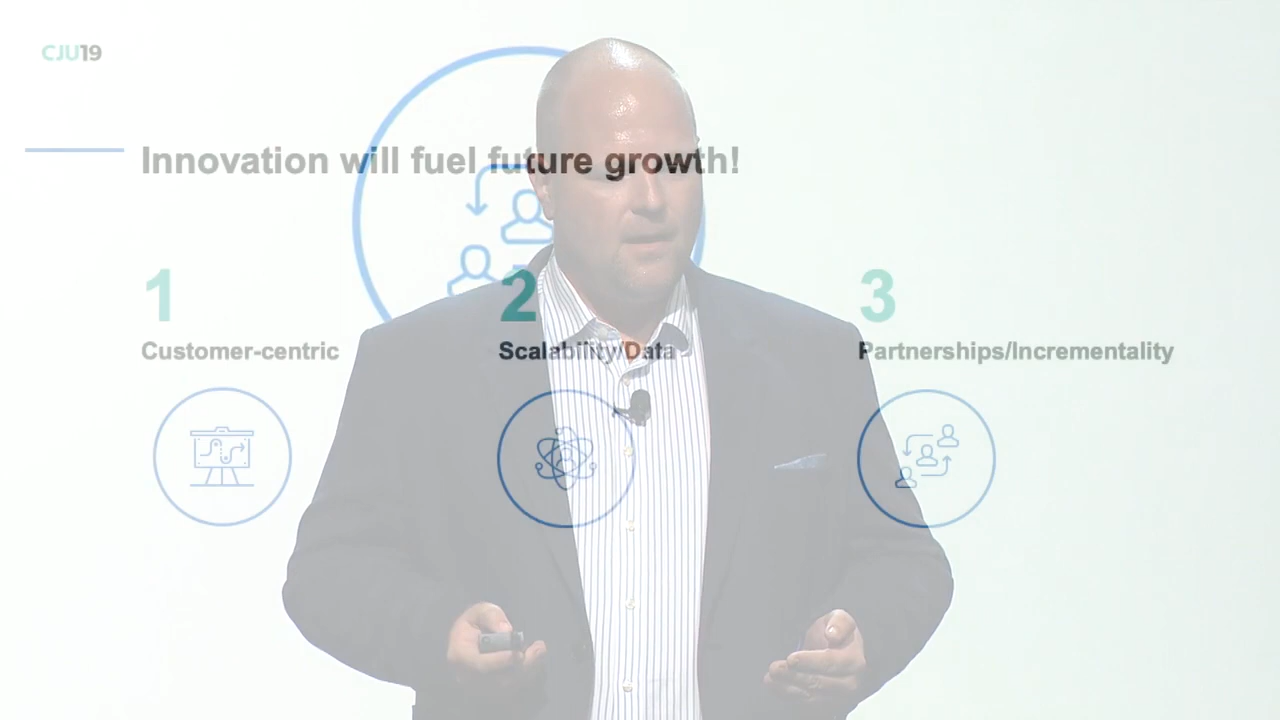 CJU19
Innovation will fuel future growth!
1
2
3
Customer-centric
Scalability/Data
Partnerships/Incrementality